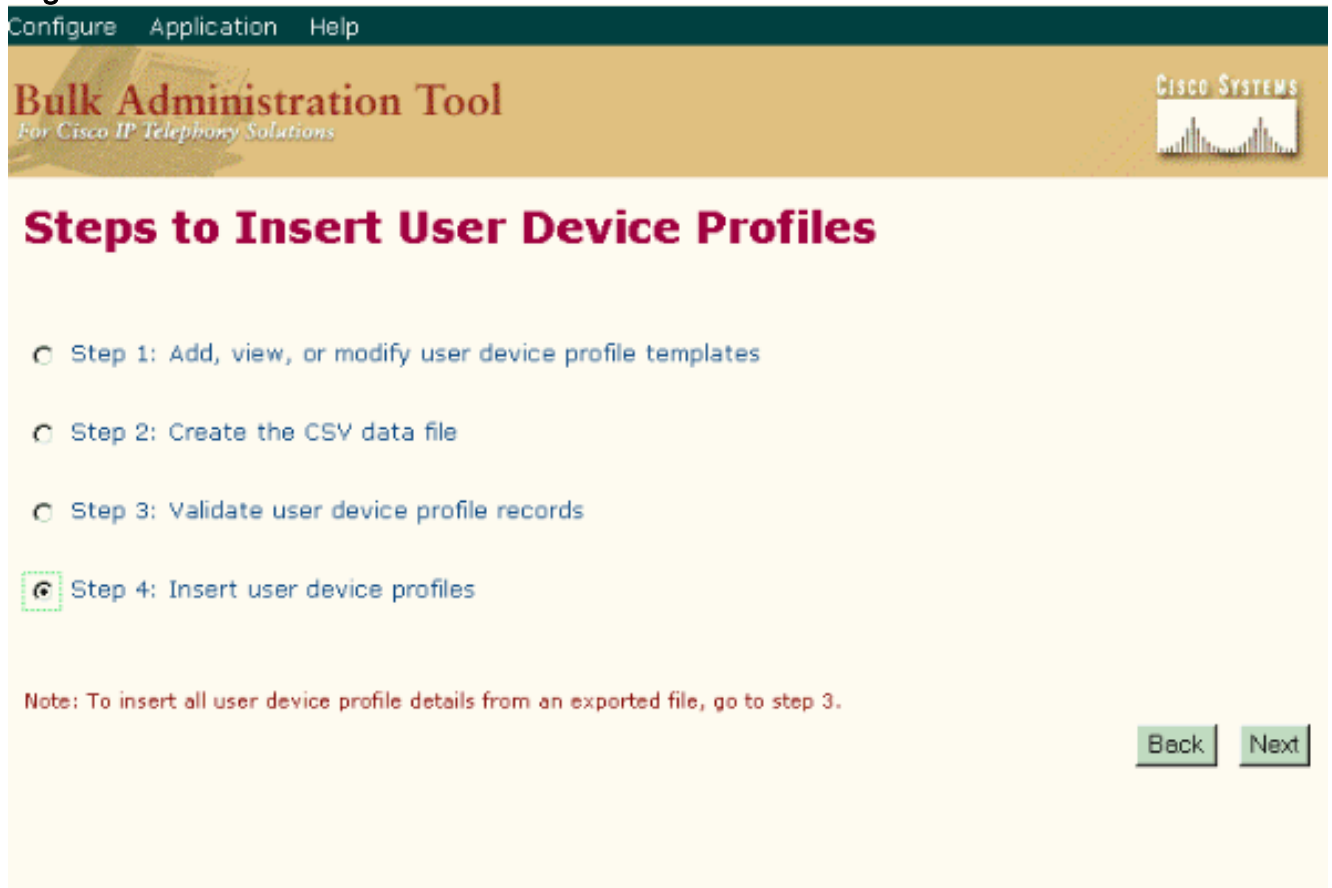 Configure Application Help
Bulk Administration Tool
For Cisco IP Telephony Solutions
CISCO SYSTEMS
Steps to Insert User Device Profiles
Step 1: Add, view, or modify user device profile templates
Step 2: Create the CSV data file
Step 3: Validate user device profile records
Step 4: Insert user device profiles
Note: To insert all user device profile details from an exported file, go to step 3.
Back Next